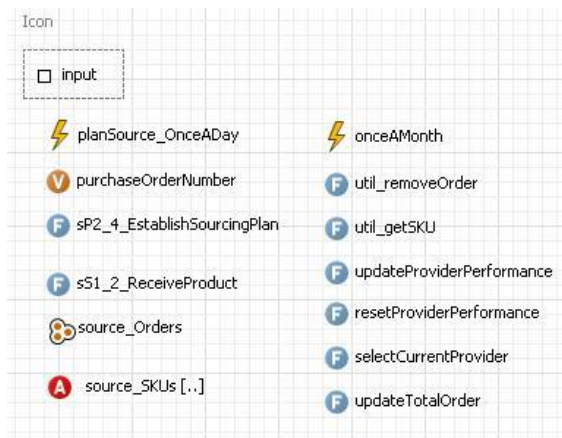 Icon
input
planSource_OnceADay
V purchaseOrderNumber
F sP2_4_EstablishSourcingPlan
F sS1_2_ReceiveProduct
source_Orders
A source_SKUs [..]
onceAMonth
F util_removeOrder
F util_getSKU
F updateProviderPerformance
F resetProviderPerformance
F selectCurrentProvider
F updateTotalOrder